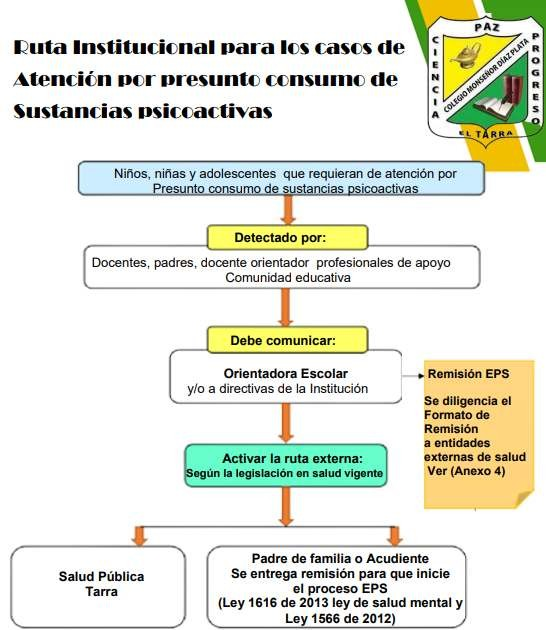 Ruta Institucional para los casos de
Atención por presunto consumo de
Sustancias psicoactivas
PAZ
CIENCIA
PROGRESO
COLEGIO MONSEÑOR DÍAZ PLATA
EL TARRA
Niños, niñas y adolescentes que requieran de atención por
Presunto consumo de sustancias psicoactivas
Detectado por:
Docentes, padres, docente orientador profesionales de apoyo
Comunidad educativa
Debe comunicar:
Orientadora Escolar
y/o a directivas de la Institución
Remisión EPS
Se diligencia el
Formato de
Remisión
a entidades
externas de salud
Ver (Anexo 4)
Activar la ruta externa:
Según la legislación en salud vigente
Salud Pública
Tarra
Padre de familia o Acudiente
Se entrega remisión para que inicie
el proceso EPS
(Ley 1616 de 2013 ley de salud mental y
Ley 1566 de 2012)